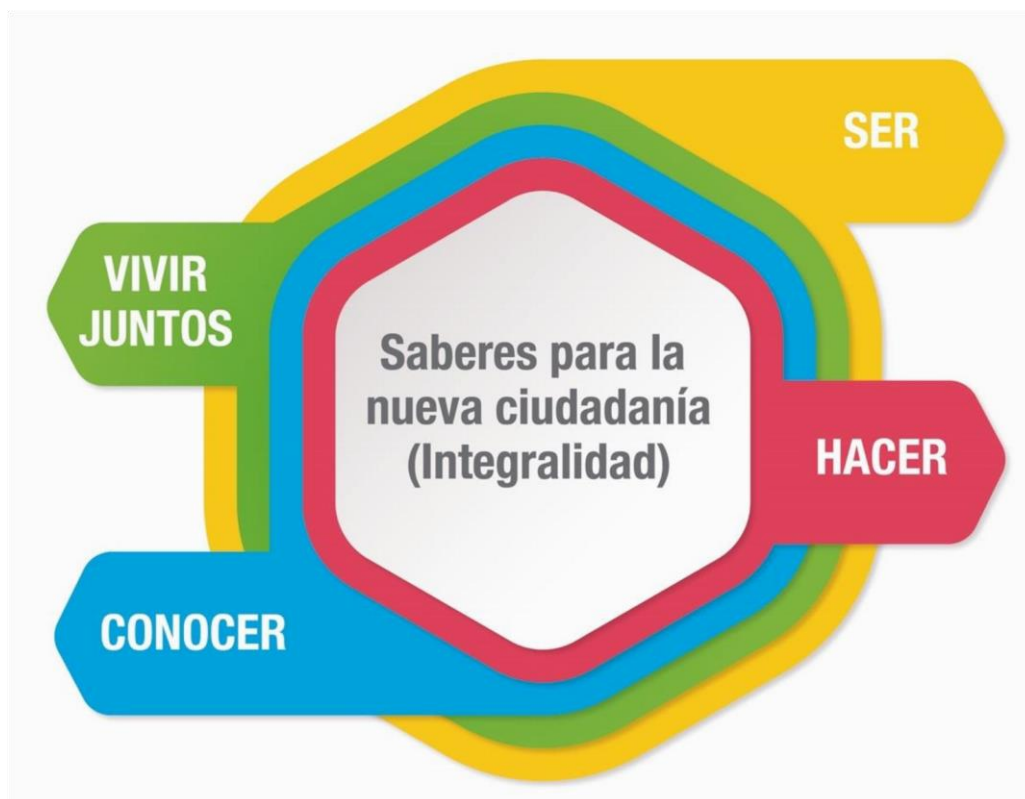 SER
VIVIR
JUNTOS
Saberes para la
nueva ciudadanía
(Integralidad)
HACER
CONOCER